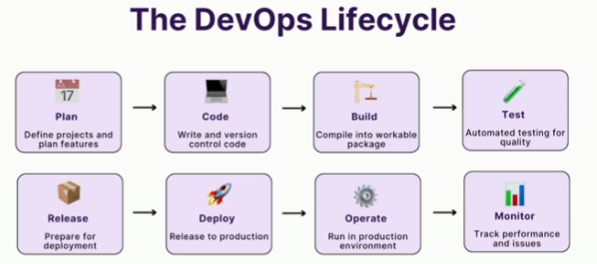 The DevOps Lifecycle
17
Plan
Define projects and
plan features
Code
Write and version
control code
Build
Compile into workable
package
Test
Automated testing for
quality
Release
Prepare for
deployment
Deploy
Release to production
Operate
Run in production
environment
Monitor
Track performance
and issues